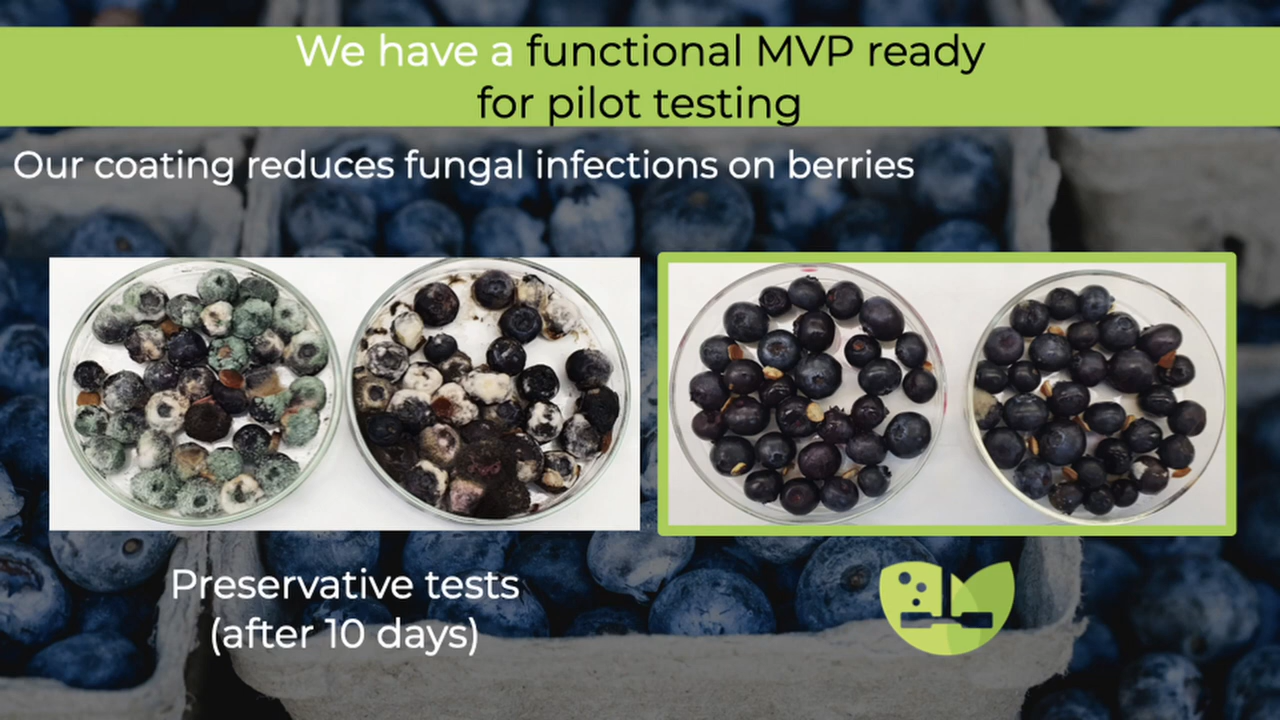 We have a functional MVP ready
for pilot testing
Our coating reduces fungal infections on berries
Preservative tests
(after 10 days)